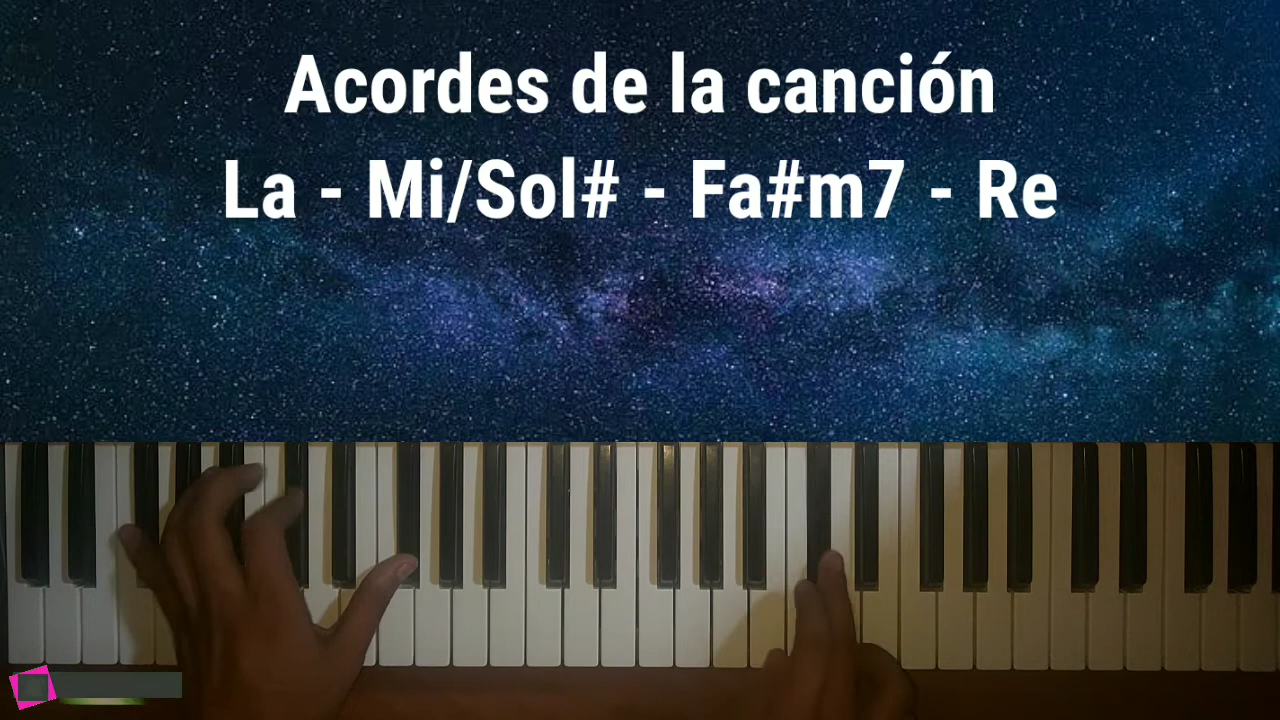 Acordes de la canción
La - Mi/Sol# - Fa#m7 - Re